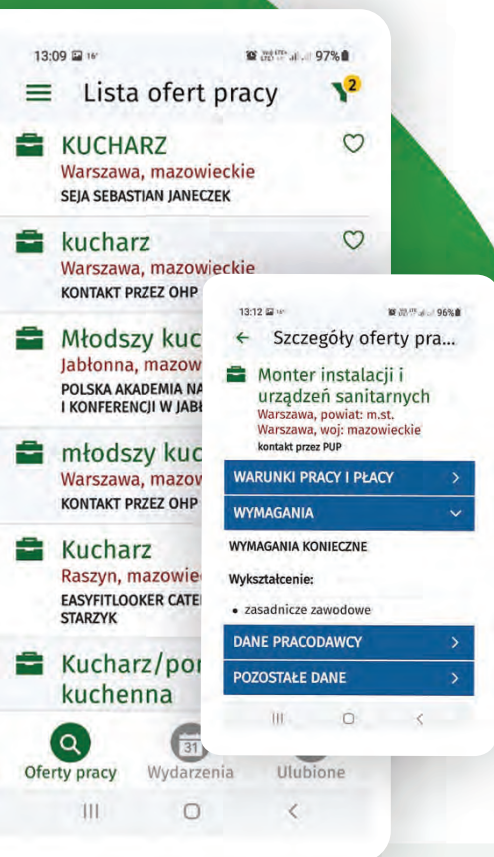 13:09 16°
97%
Lista ofert pracy
2
KUCHARZ
Warszawa, mazowieckie
SEJA SEBASTIAN JANECZEK
kucharz
Warszawa, mazowieckie
KONTAKT PRZEZ OHP
Młodszy kuc
Jabłonna, mazow
POLSKA AKADEMIA NA
I KONFERENCJI W JABŁ
młodszy kuc
Warszawa, mazow
KONTAKT PRZEZ OHP
Kucharz
Raszyn, mazowie
EASYFITLOOKER CATE
STARZYK
Kucharz/por
kuchenna
31
Oferty pracy
Wydarzenia
Ulubione
13:12
96%
Szczegóły oferty pra...
Monter instalacji i
urządzeń sanitarnych
Warszawa, powiat: m.st.
Warszawa, woj: mazowieckie
kontakt przez PUP
WARUNKI PRACY I PŁACY
WYMAGANIA
WYMAGANIA KONIECZNE
Wykształcenie:
• zasadnicze zawodowe
DANE PRACODAWCY
POZOSTAŁE DANE